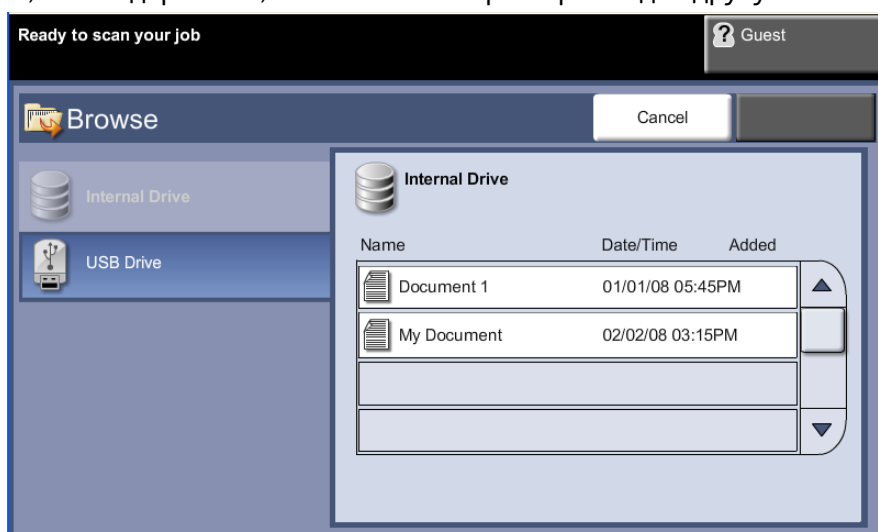 Ready to scan your job
Guest
Browse
Cancel
Internal Drive
USB Drive
Internal Drive
Name Date/Time Added
Document 1 01/01/08 05:45PM
My Document 02/02/08 03:15PM